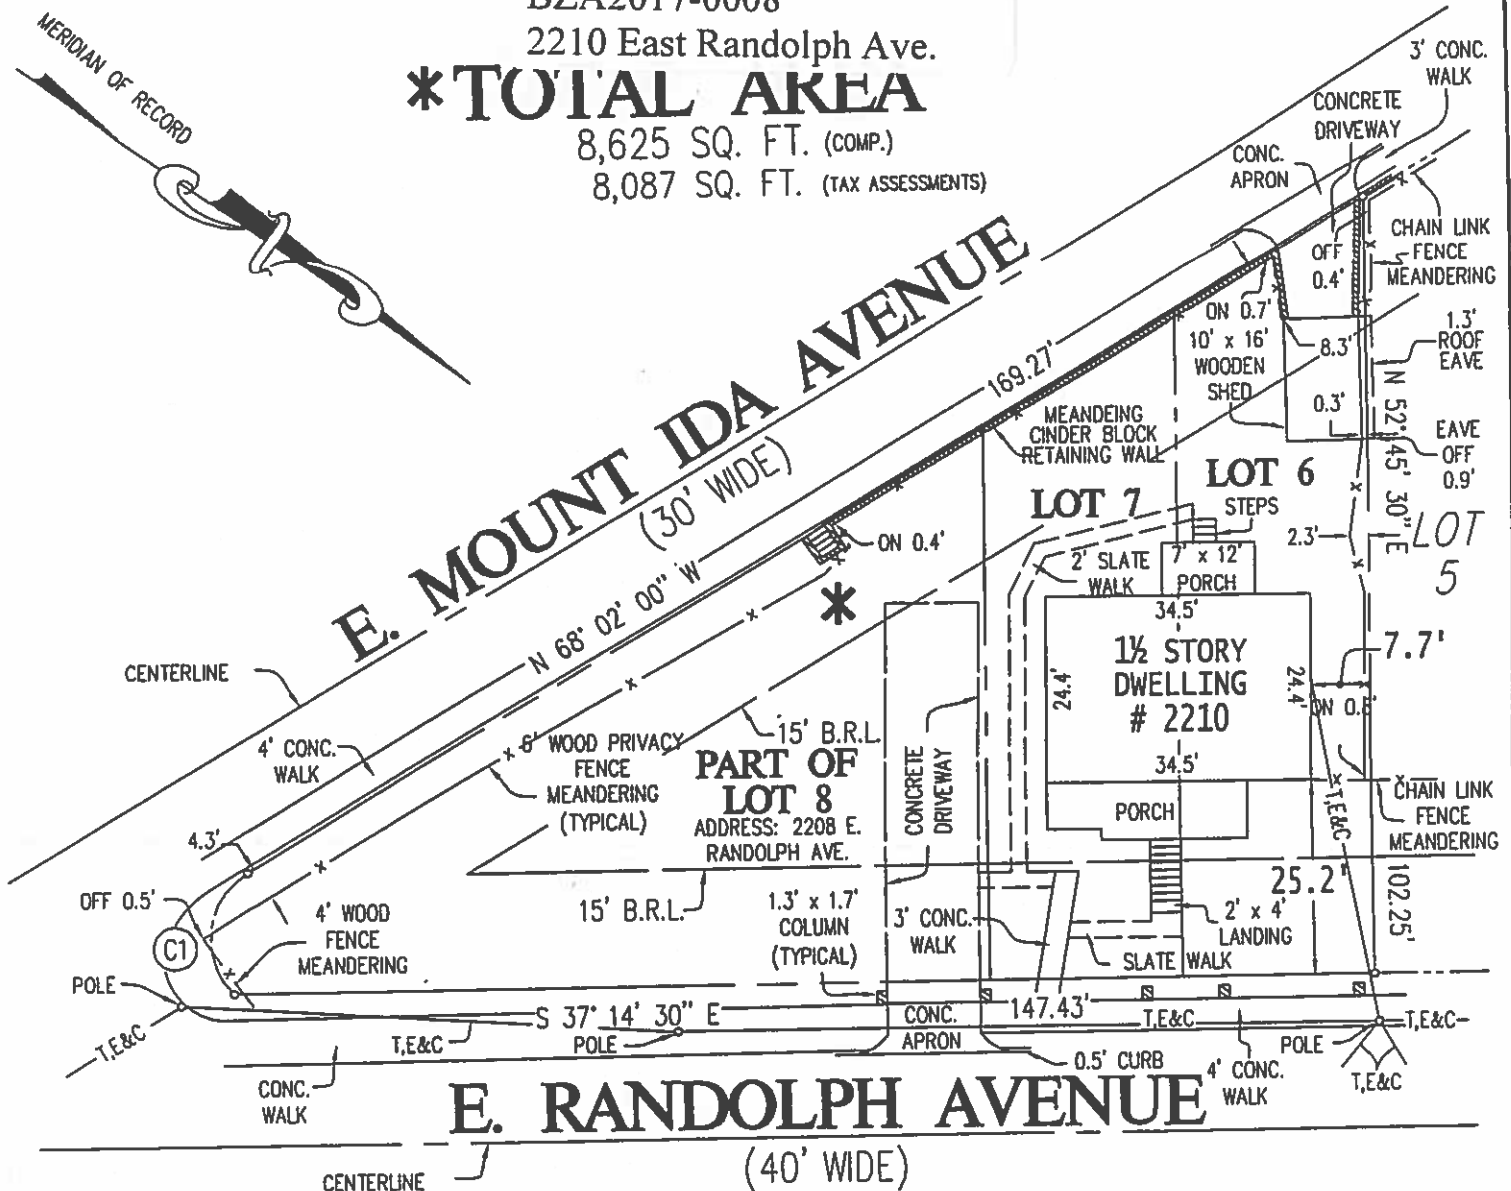 BZA2017-0008
2210 East Randolph Ave.
*TOTAL AREA
8,625 SQ. FT. (COMP.)
8,087 SQ. FT. (TAX ASSESSMENTS)
MERIDIAN OF RECORD
3' CONC.
WALK
CONCRETE
DRIVEWAY
CONC.
APRON
CHAIN LINK
FENCE
MEANDERING
OFF
0.4'
ON 0.7'
10' x 16'
WOODEN
SHED
8.3'
1.3'
ROOF
EAVE
0.3'
EAVE
OFF
0.9'
N 52° 45' 30" E
102.25'
E. MOUNT IDA AVENUE
(30' WIDE)
169.27'
N 68° 02' 00" W
MEANDEING
CINDER BLOCK
RETAINING WALL
LOT 7
LOT 6
STEPS
LOT
5
2.3'
ON 0.4'
2' SLATE
WALK
7' x 12'
PORCH
*
34.5'
1½ STORY
DWELLING
# 2210
24.4'
24.4'
34.5'
7.7'
PORCH
CENTERLINE
4' CONC.
WALK
6' WOOD PRIVACY
FENCE
MEANDERING
(TYPICAL)
15' B.R.L.
PART OF
LOT 8
ADDRESS: 2208 E.
RANDOLPH AVE.
CONCRETE
DRIVEWAY
T,E&C
CHAIN LINK
FENCE
MEANDERING
4.3'
OFF 0.5'
C1
4' WOOD
FENCE
MEANDERING
15' B.R.L.
1.3' x 1.7'
COLUMN
(TYPICAL)
3' CONC.
WALK
25.2'
2' x 4'
LANDING
SLATE WALK
POLE
T,E&C
S 37° 14' 30" E
147.43'
T,E&C
POLE
CONC.
APRON
T,E&C
POLE
T,E&C
0.5' CURB
4' CONC.
WALK
T,E&C
CONC.
WALK
E. RANDOLPH AVENUE
(40' WIDE)
CENTERLINE